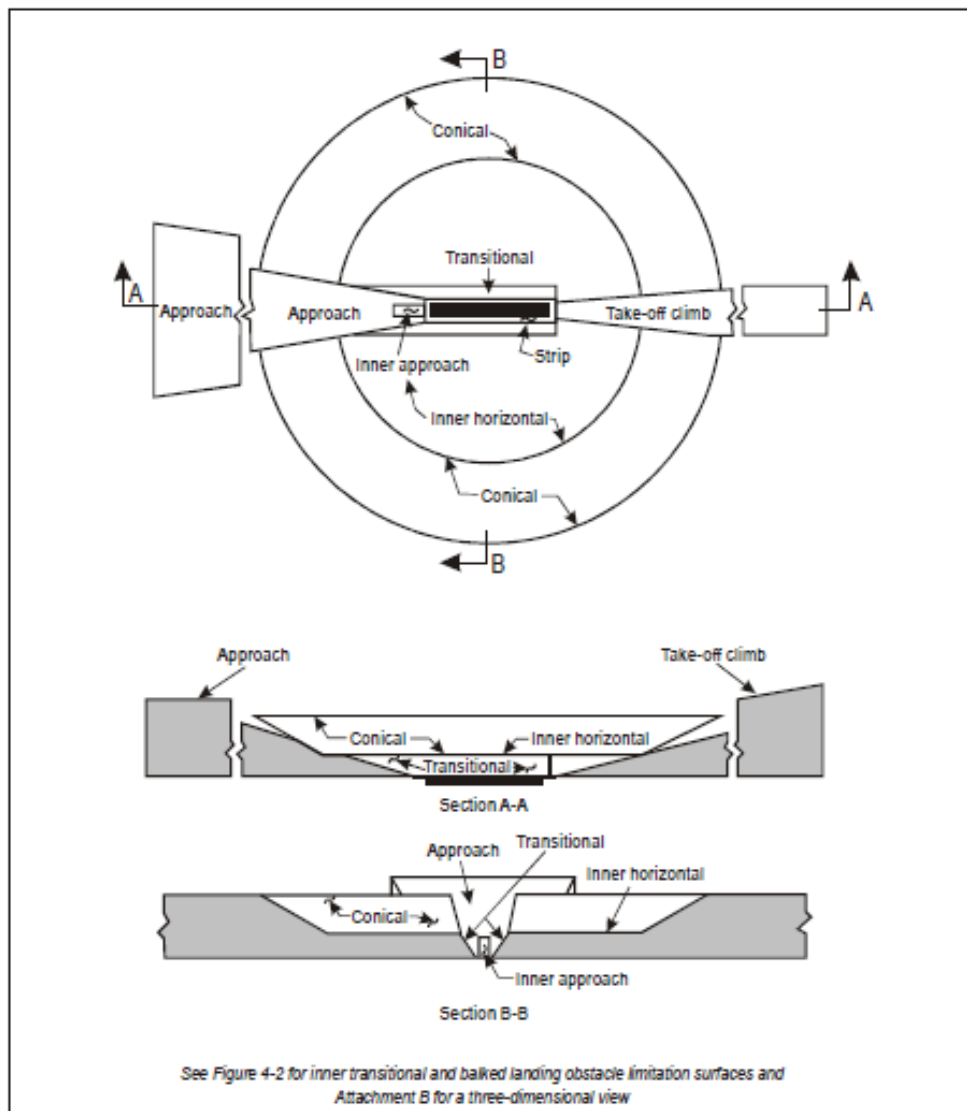 B
Conical
Transitional
A
A
Approach
Approach
Take-off climb
Strip
Inner approach
Inner horizontal
Conical
B
Approach
Take-off climb
Conical
Inner horizontal
Transitional
Section A-A
Transitional
Approach
Inner horizontal
Conical
Inner approach
Section B-B
See Figure 4-2 for inner transitional and balked landing obstacle limitation surfaces and
Attachment B for a three-dimensional view